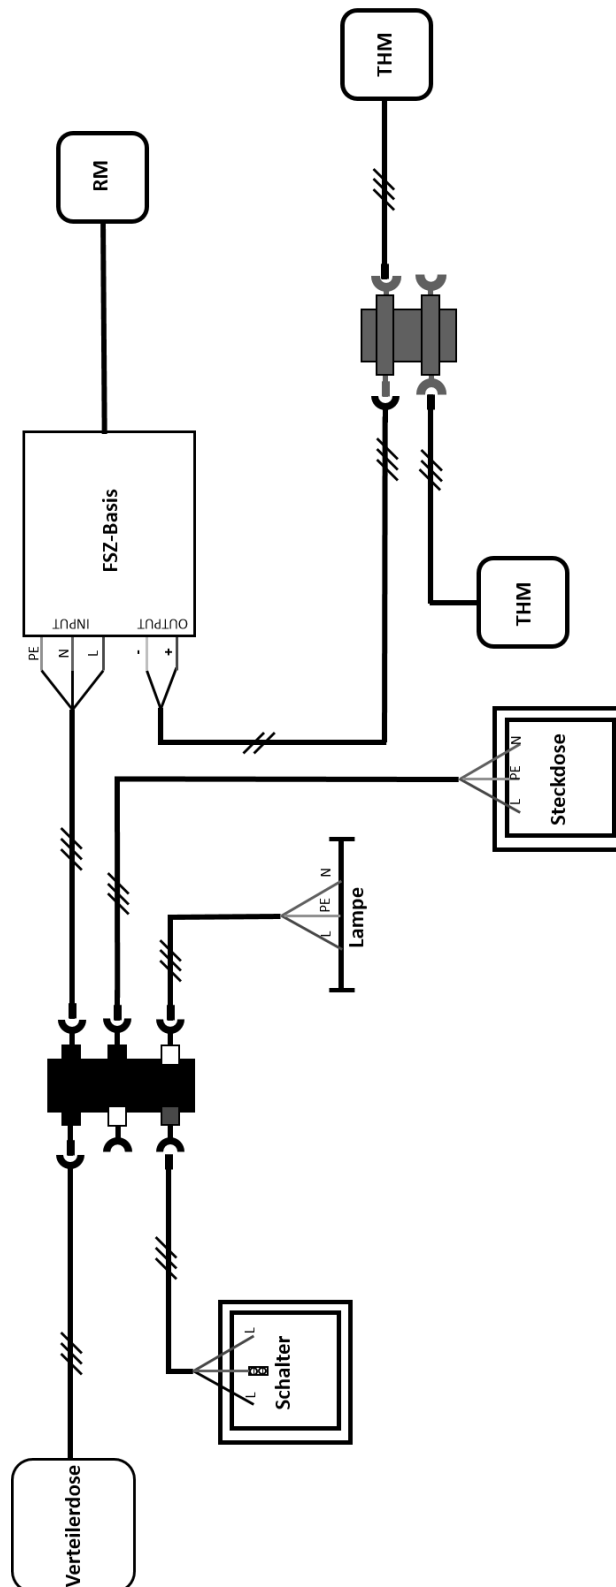 THM
RM
FSZ-Basis
INPUT
OUTPUT
PE
N
L
-
+
THM
Steckdose
L
PE
N
Lampe
L
PE
N
Schalter
L
L
Verteilerdose